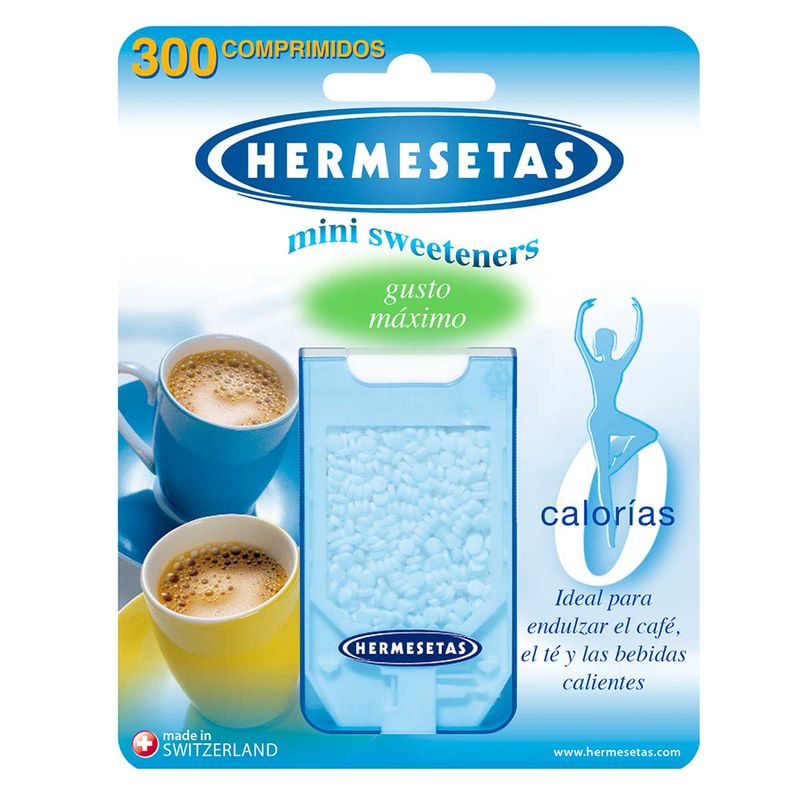 300 COMPRIMIDOS
HERMESETAS
mini sweeteners
gusto
máximo
0
calorías
Ideal para
endulzar el café,
el té y las bebidas
calientes
HERMESETAS
made in
SWITZERLAND
www.hermesetas.com